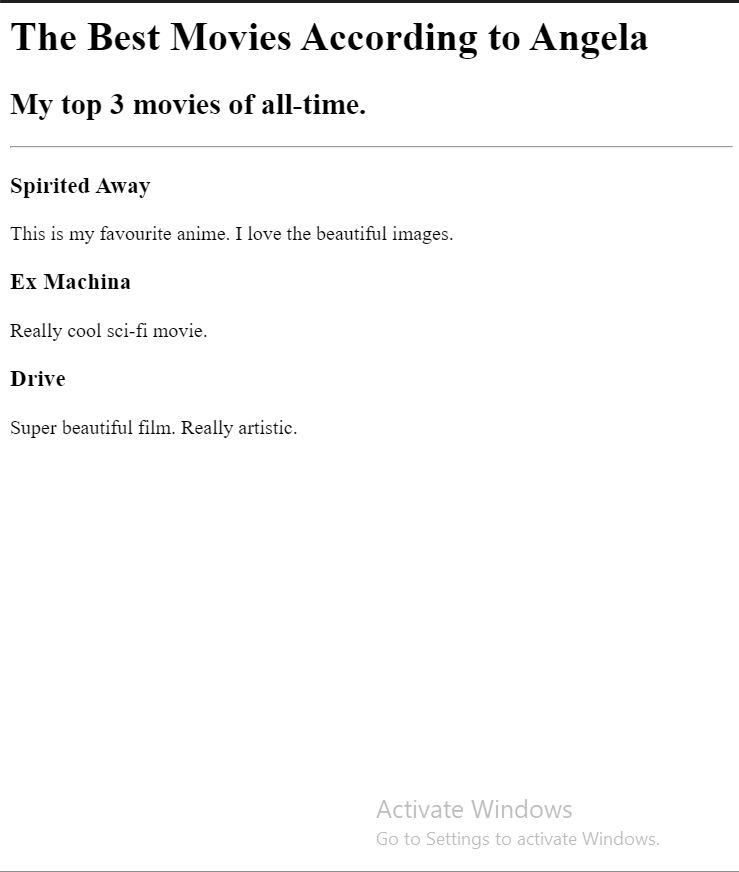 The Best Movies According to Angela
My top 3 movies of all-time.
Spirited Away
This is my favourite anime. I love the beautiful images.
Ex Machina
Really cool sci-fi movie.
Drive
Super beautiful film. Really artistic.
Activate Windows
Go to Settings to activate Windows.